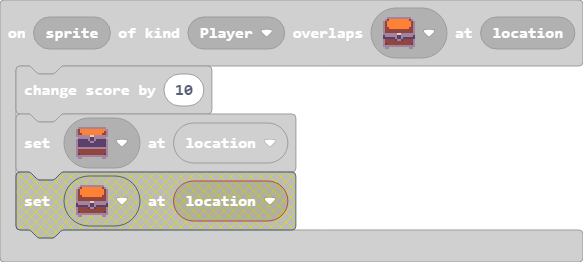 on sprite of kind Player overlaps at location
change score by 10
set at location
set at location